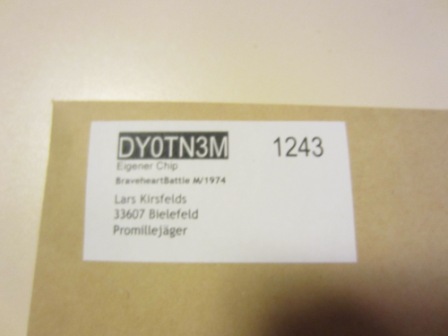 DY0TN3M 1243
Eigener Chip
BraveheartBattle M/1974
Lars Kirsfelds
33607 Bielefeld
Promillejäger